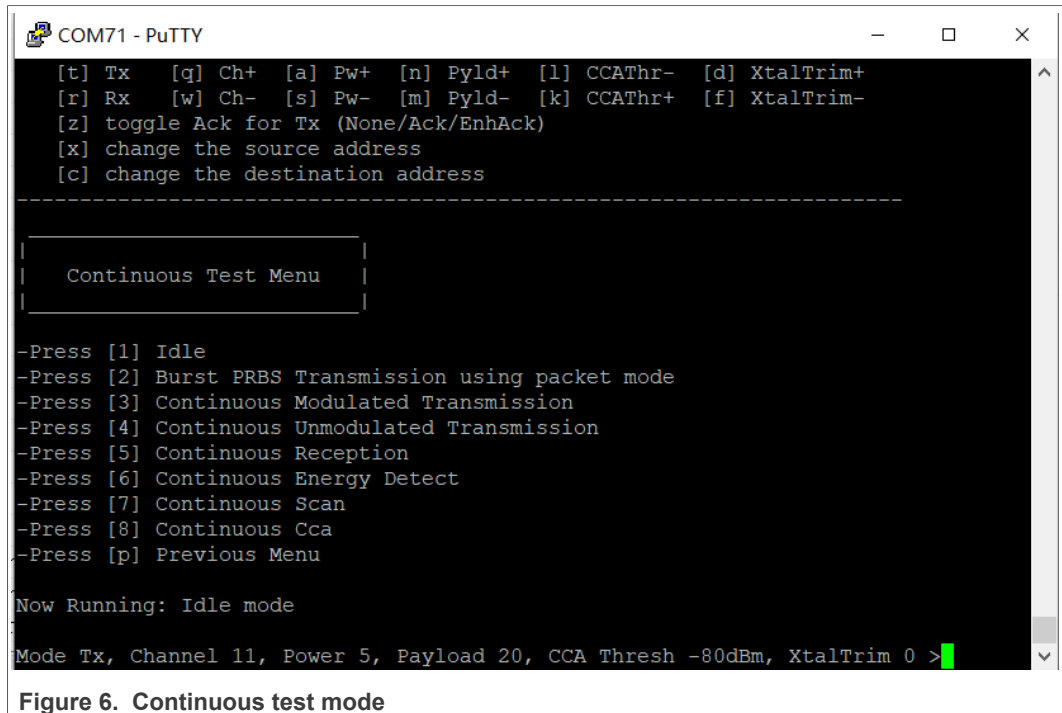 COM71 - PuTTY
[t] Tx [q] Ch+ [a] Pw+ [n] Pyld+ [l] CCAThr- [d] XtalTrim+
[r] Rx [w] Ch- [s] Pw- [m] Pyld- [k] CCAThr+ [f] XtalTrim-
[z] toggle Ack for Tx (None/Ack/EnhAck)
[x] change the source address
[c] change the destination address
Continuous Test Menu
-Press [1] Idle
-Press [2] Burst PRBS Transmission using packet mode
-Press [3] Continuous Modulated Transmission
-Press [4] Continuous Unmodulated Transmission
-Press [5] Continuous Reception
-Press [6] Continuous Energy Detect
-Press [7] Continuous Scan
-Press [8] Continuous Cca
-Press [p] Previous Menu
Now Running: Idle mode
Mode Tx, Channel 11, Power 5, Payload 20, CCA Thresh -80dBm, XtalTrim 0 >
Figure 6. Continuous test mode